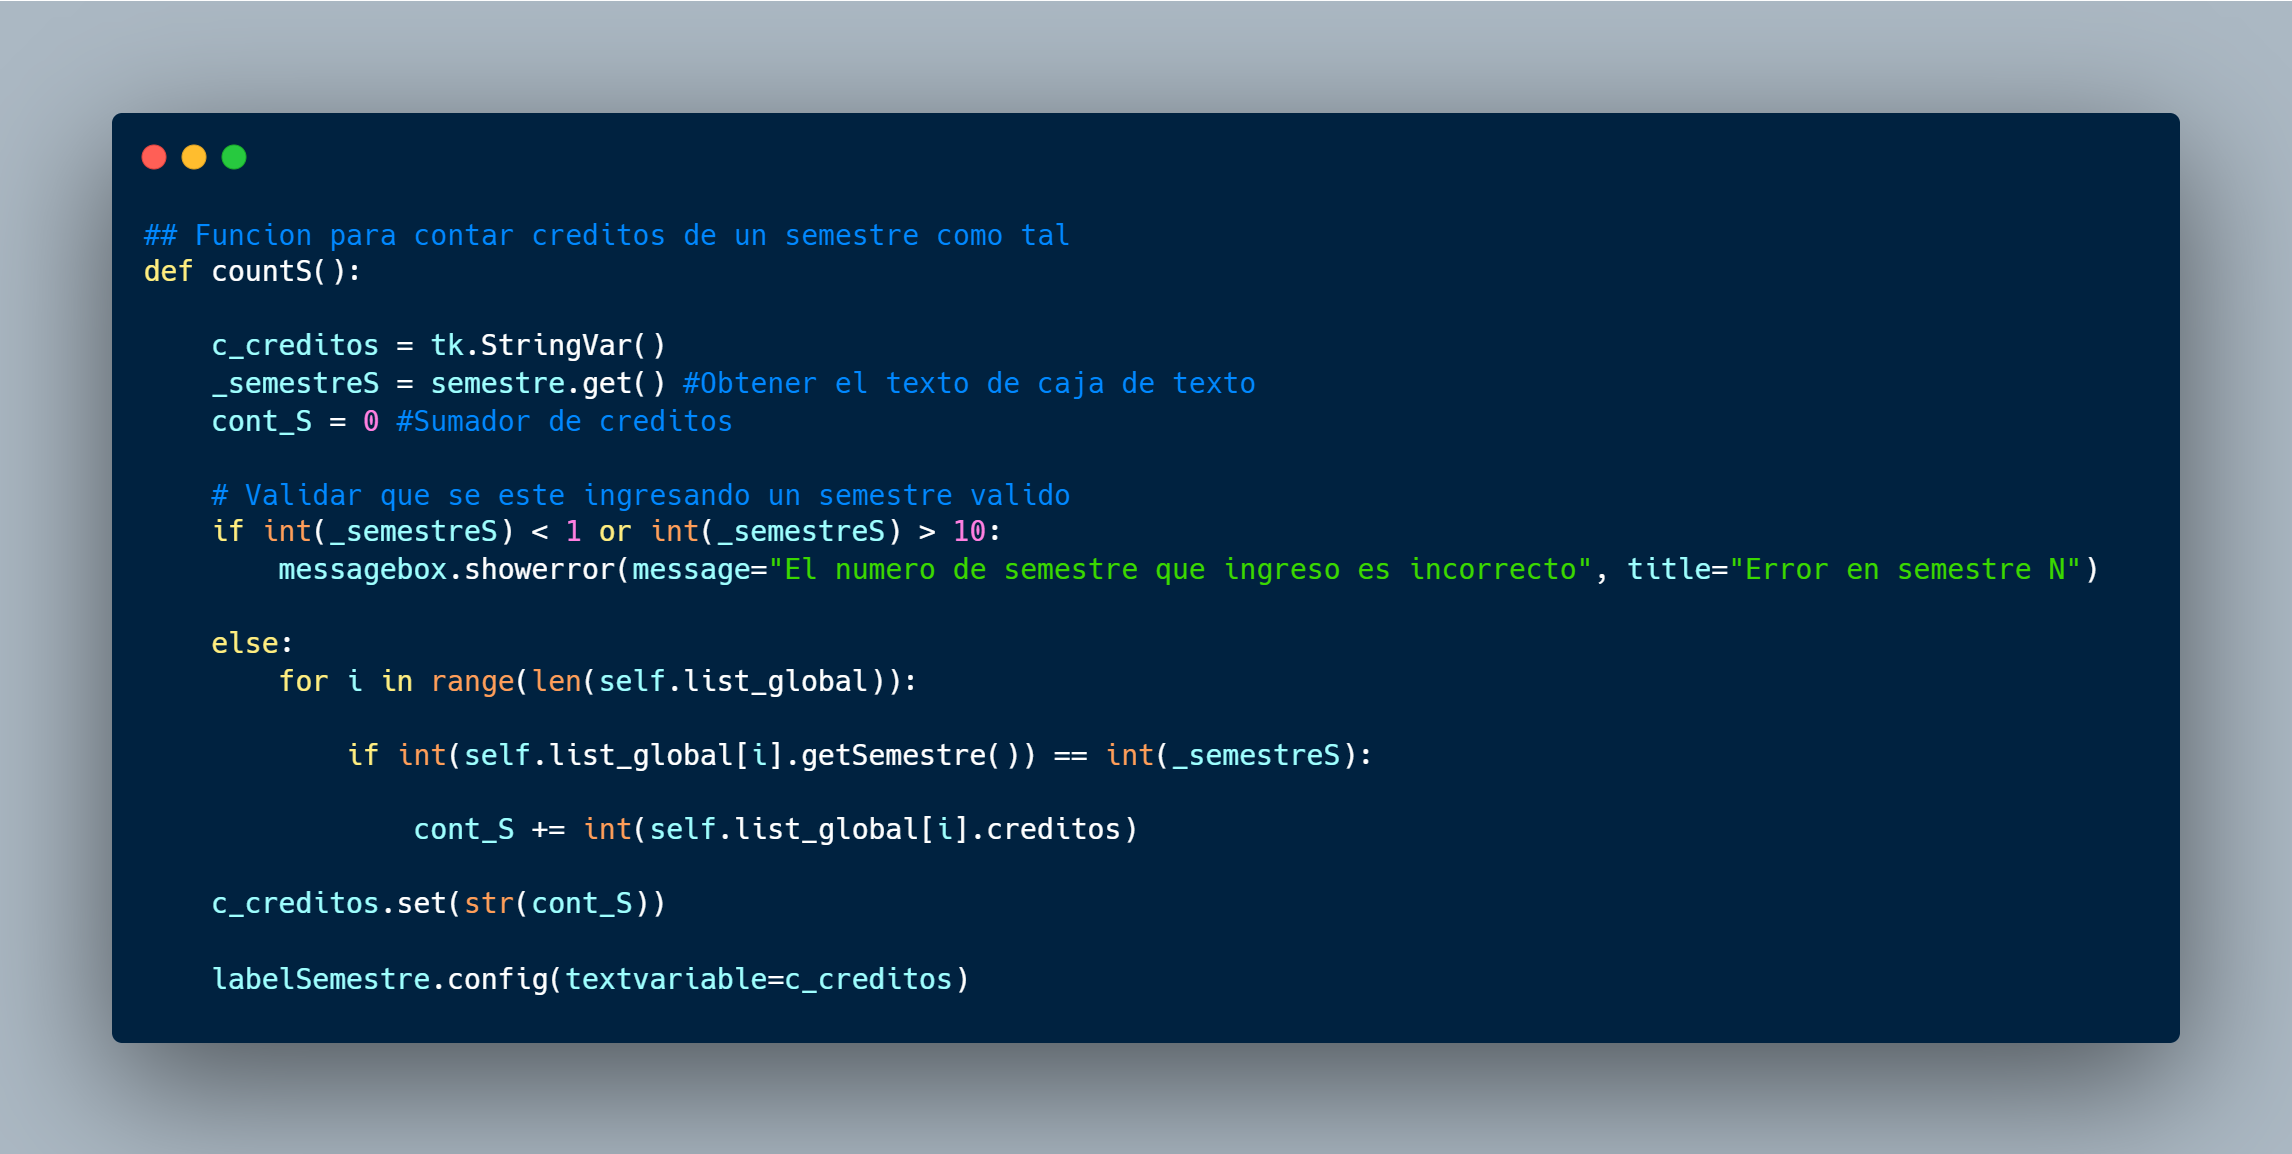 ## Funcion para contar creditos de un semestre como tal
def countS():
c_creditos = tk.StringVar()
_semestreS = semestre.get() #Obtener el texto de caja de texto
cont_S = 0 #Sumador de creditos
# Validar que se este ingresando un semestre valido
if int(_semestreS) < 1 or int(_semestreS) > 10:
messagebox.showerror(message="El numero de semestre que ingreso es incorrecto", title="Error en semestre N")
else:
for i in range(len(self.list_global)):
if int(self.list_global[i].getSemestre()) == int(_semestreS):
cont_S += int(self.list_global[i].creditos)
c_creditos.set(str(cont_S))
labelSemestre.config(textvariable=c_creditos)